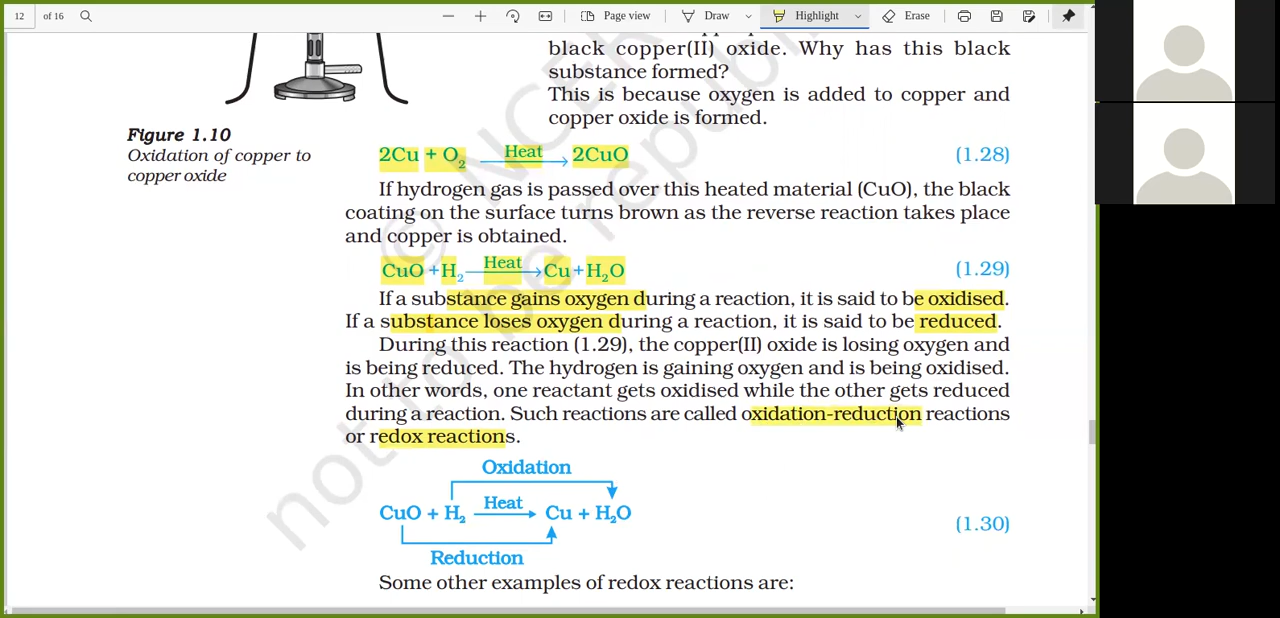 12 of 16 Page view Draw Highlight Erase
black copper(II) oxide. Why has this black
substance formed?
This is because oxygen is added to copper and
copper oxide is formed.
Figure 1.10
Oxidation of copper to
copper oxide
2Cu + O₂ Heat → 2CuO (1.28)
If hydrogen gas is passed over this heated material (CuO), the black
coating on the surface turns brown as the reverse reaction takes place
and copper is obtained.
CuO + H₂ Heat → Cu + H₂O (1.29)
If a substance gains oxygen during a reaction, it is said to be oxidised.
If a substance loses oxygen during a reaction, it is said to be reduced.
During this reaction (1.29), the copper(II) oxide is losing oxygen and
is being reduced. The hydrogen is gaining oxygen and is being oxidised.
In other words, one reactant gets oxidised while the other gets reduced
during a reaction. Such reactions are called oxidation-reduction reactions
or redox reactions.
Oxidation
CuO + H₂ Heat → Cu + H₂O (1.30)
Reduction
Some other examples of redox reactions are:
© NCER
not to be republi